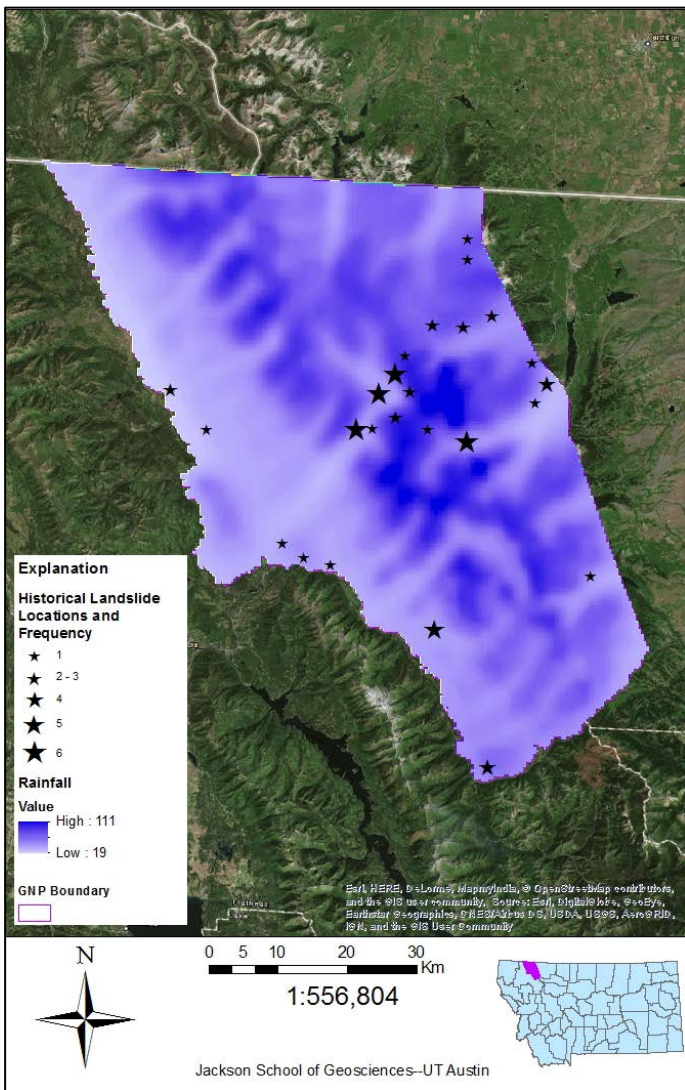 Cardston
Explanation
Historical Landslide
Locations and
Frequency
1
2 - 3
4
5
6
Rainfall
Value
High : 111
Low : 19
GNP Boundary
Esri, HERE, DeLorme, MapmyIndia, © OpenStreetMap contributors,
and the GIS user community, Source: Esri, DigitalGlobe, GeoEye,
Earthstar Geographics, CNES/Airbus DS, USDA, USGS, AeroGRID,
IGN, and the GIS User Community
N
0 5 10 20 30
Km
1:556,804
Jackson School of Geosciences--UT Austin